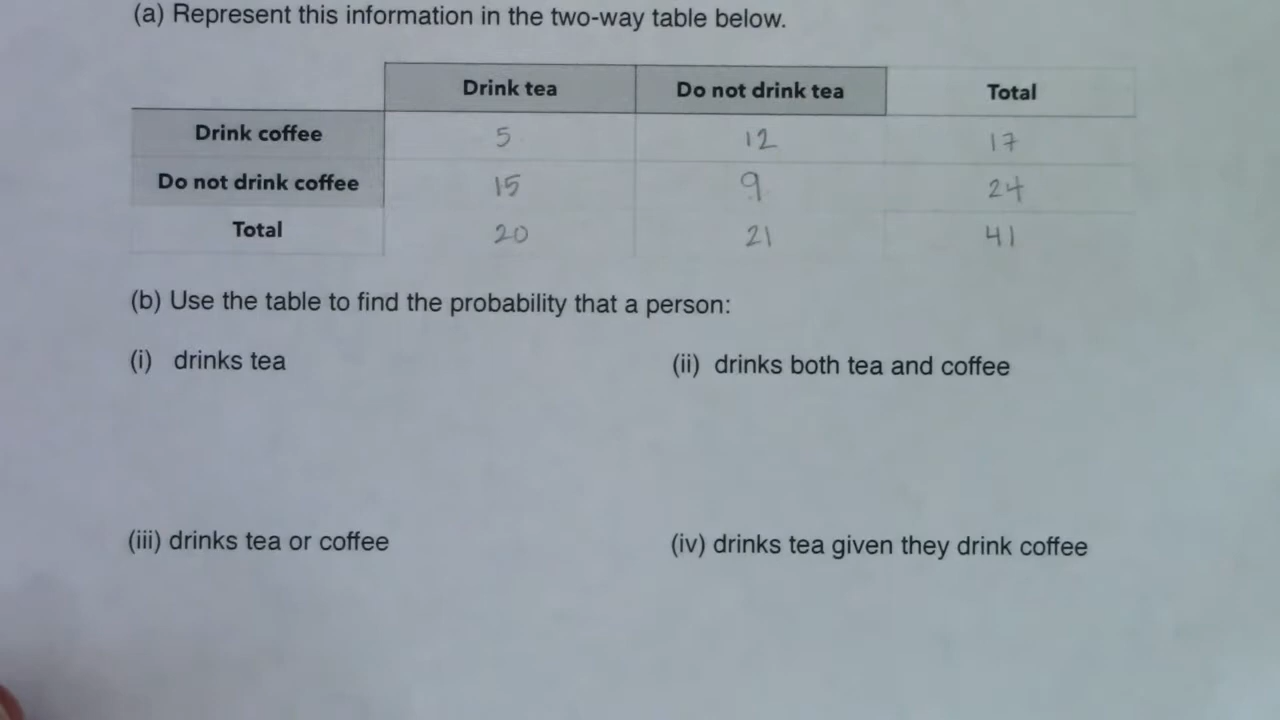 (a) Represent this information in the two-way table below.
Drink tea Do not drink tea Total
Drink coffee 5 12 17
Do not drink coffee 15 9 24
Total 20 21 41
(b) Use the table to find the probability that a person:
(i) drinks tea (ii) drinks both tea and coffee
(iii) drinks tea or coffee (iv) drinks tea given they drink coffee